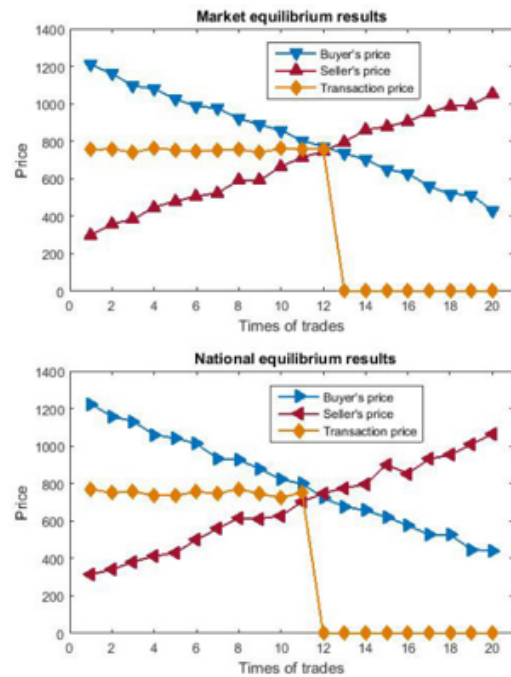 Market equilibrium results
1400
1200
1000
800
600
400
200
0
Price
Buyer's price
Seller's price
Transaction price
0 2 4 6 8 10 12 14 16 18 20
Times of trades
National equilibrium results
1400
1200
1000
800
600
400
200
0
Price
Buyer's price
Seller's price
Transaction price
0 2 4 6 8 10 12 14 16 18 20
Times of trades